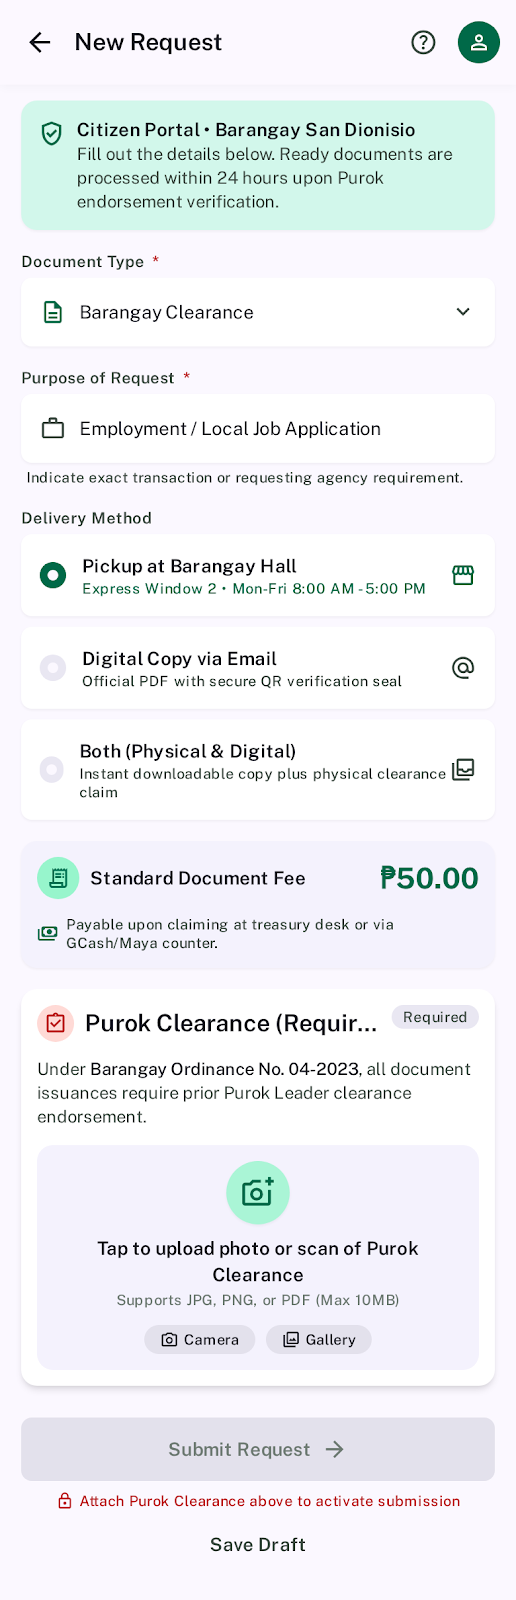 New Request
Citizen Portal • Barangay San Dionisio
Fill out the details below. Ready documents are
processed within 24 hours upon Purok
endorsement verification.
Document Type *
Barangay Clearance
Purpose of Request *
Employment / Local Job Application
Indicate exact transaction or requesting agency requirement.
Delivery Method
Pickup at Barangay Hall
Express Window 2 • Mon-Fri 8:00 AM - 5:00 PM
Digital Copy via Email
Official PDF with secure QR verification seal
Both (Physical & Digital)
Instant downloadable copy plus physical clearance
claim
Standard Document Fee
₱50.00
Payable upon claiming at treasury desk or via
GCash/Maya counter.
Purok Clearance (Requir...
Required
Under Barangay Ordinance No. 04-2023, all document
issuances require prior Purok Leader clearance
endorsement.
Tap to upload photo or scan of Purok
Clearance
Supports JPG, PNG, or PDF (Max 10MB)
Camera
Gallery
Submit Request
Attach Purok Clearance above to activate submission
Save Draft